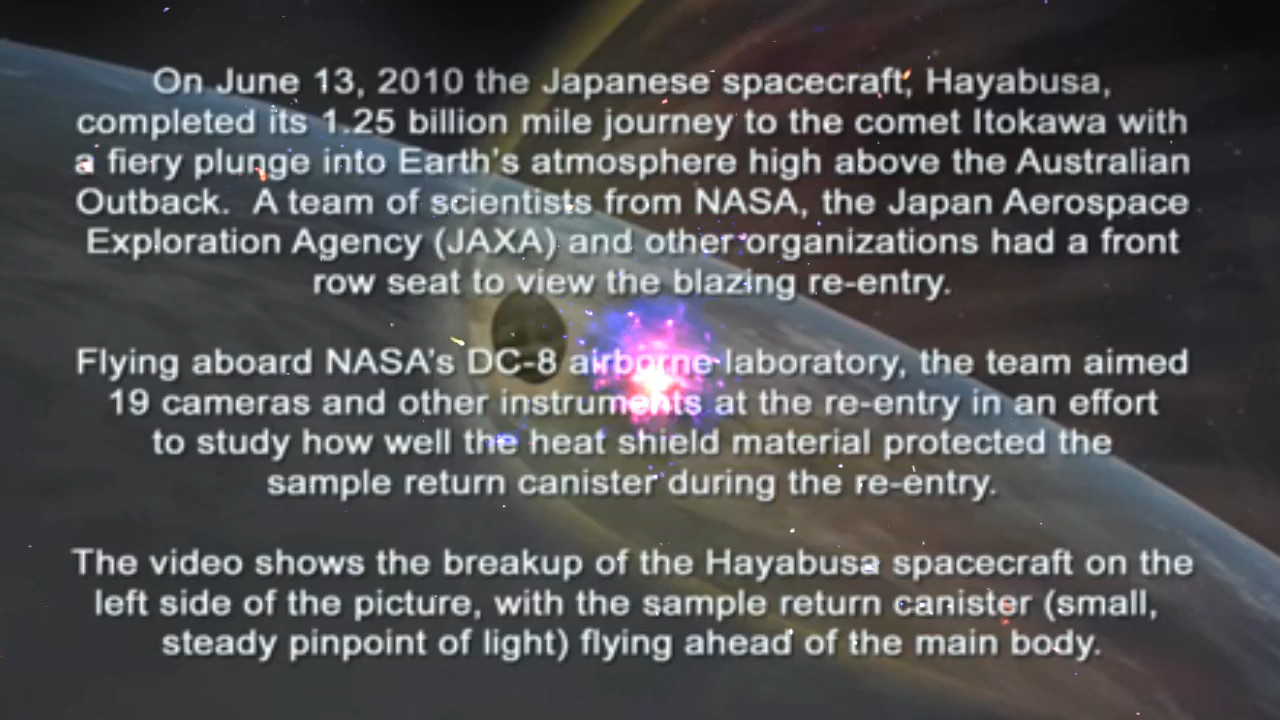 On June 13, 2010 the Japanese spacecraft, Hayabusa,
completed its 1.25 billion mile journey to the comet Itokawa with
a fiery plunge into Earth's atmosphere high above the Australian
Outback. A team of scientists from NASA, the Japan Aerospace
Exploration Agency (JAXA) and other organizations had a front
row seat to view the blazing re-entry.
Flying aboard NASA's DC-8 airborne laboratory, the team aimed
19 cameras and other instruments at the re-entry in an effort
to study how well the heat shield material protected the
sample return canister during the re-entry.
The video shows the breakup of the Hayabusa spacecraft on the
left side of the picture, with the sample return canister (small,
steady pinpoint of light) flying ahead of the main body.